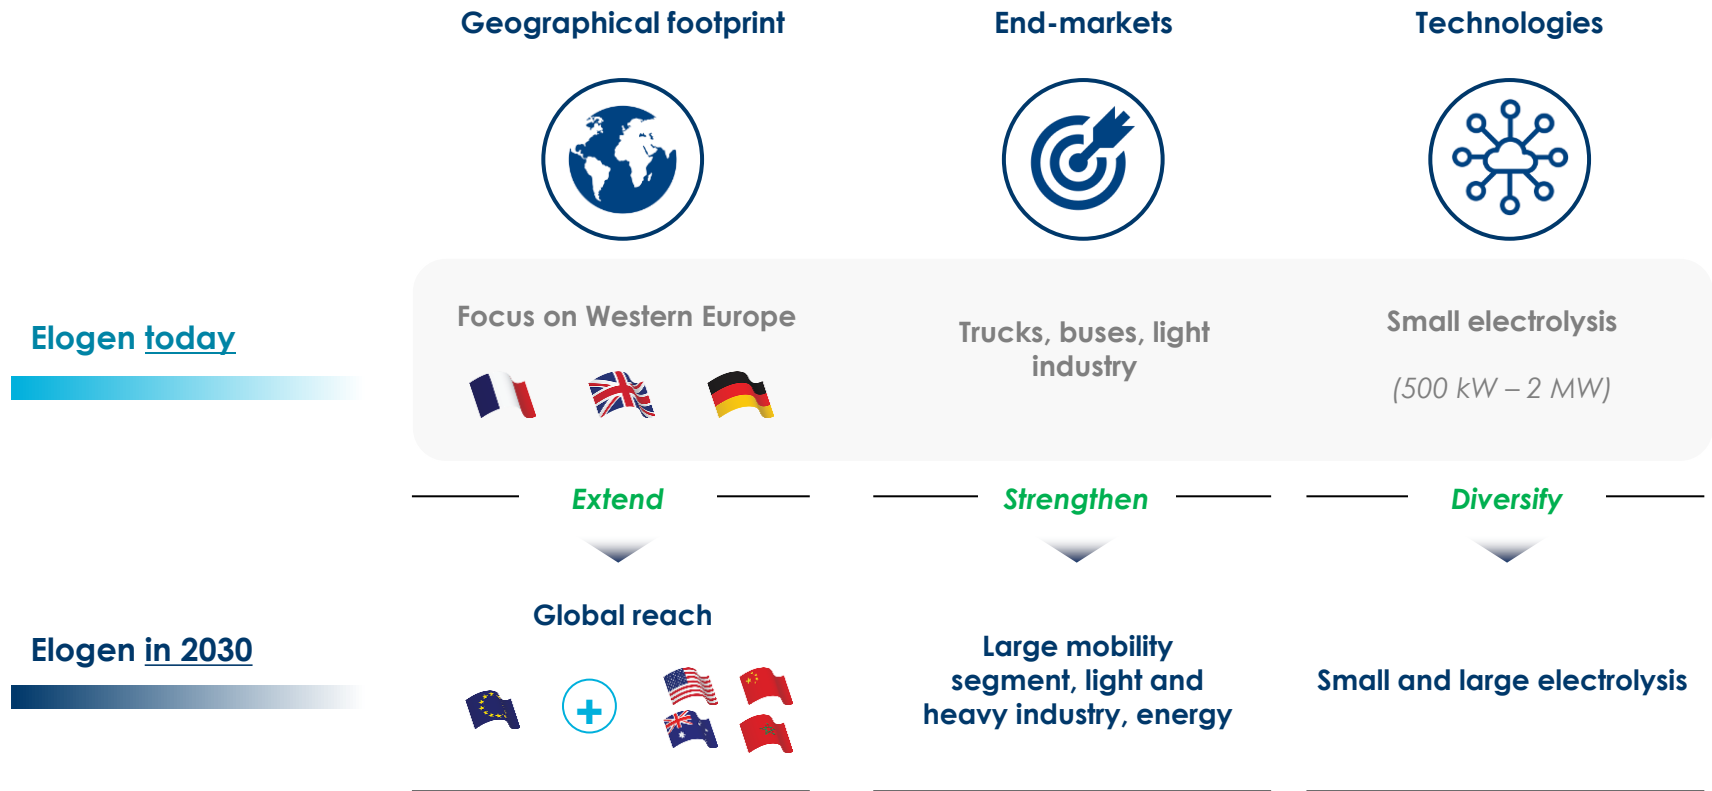 Geographical footprint
End-markets
Technologies
Elogen today
Focus on Western Europe
Trucks, buses, light
industry
Small electrolysis
(500 kW – 2 MW)
Extend
Strengthen
Diversify
Elogen in 2030
Global reach
+
Large mobility
segment, light and
heavy industry, energy
Small and large electrolysis